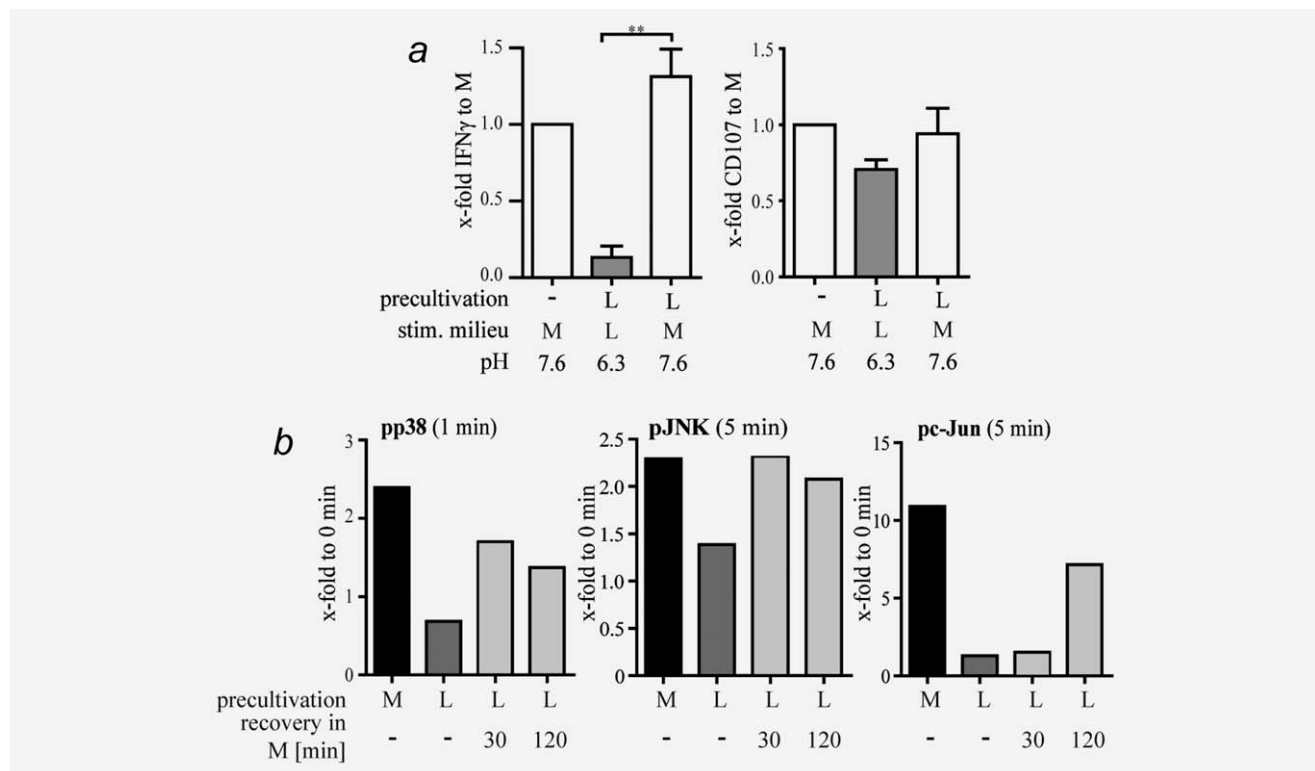 a
**
x-fold IFNγ to M
1.5
1.0
0.5
0.0
x-fold CD107 to M
1.5
1.0
0.5
0.0
precultivation - L L - L L
stim. milieu M L M M L M
pH 7.6 6.3 7.6 7.6 6.3 7.6
b
pp38 (1 min)
x-fold to 0 min
3
2
1
0
pJNK (5 min)
x-fold to 0 min
2.5
2.0
1.5
1.0
0.5
0
pc-Jun (5 min)
x-fold to 0 min
15
10
5
0
precultivation M L L L M L L L M L L L
recovery in
M [min] - - 30 120 - - 30 120 - - 30 120